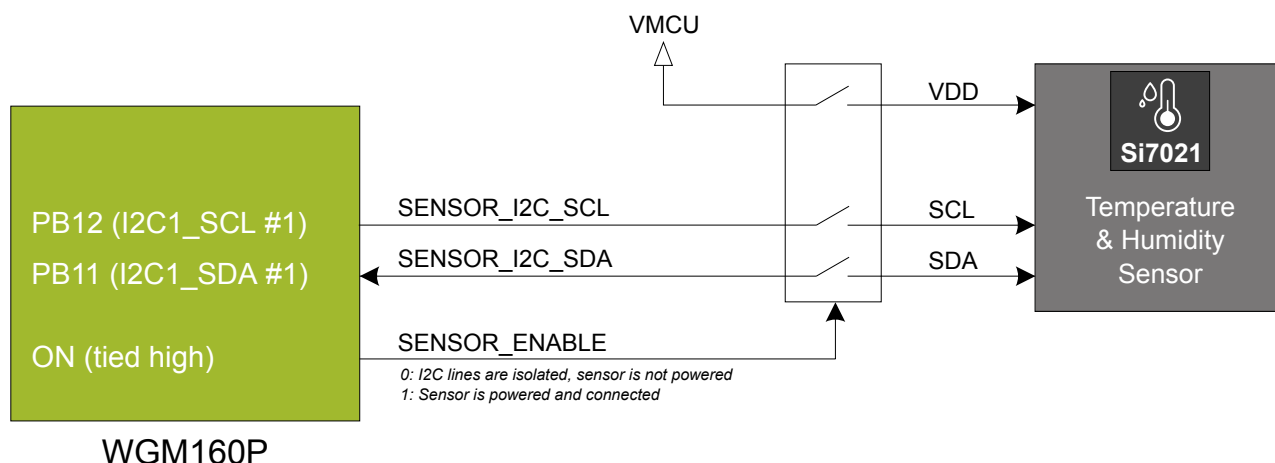 VMCU
VDD
Si7021
PB12 (I2C1_SCL #1)
SENSOR_I2C_SCL
SCL
Temperature
& Humidity
Sensor
PB11 (I2C1_SDA #1)
SENSOR_I2C_SDA
SDA
ON (tied high)
SENSOR_ENABLE
0: I2C lines are isolated, sensor is not powered
1: Sensor is powered and connected
WGM160P